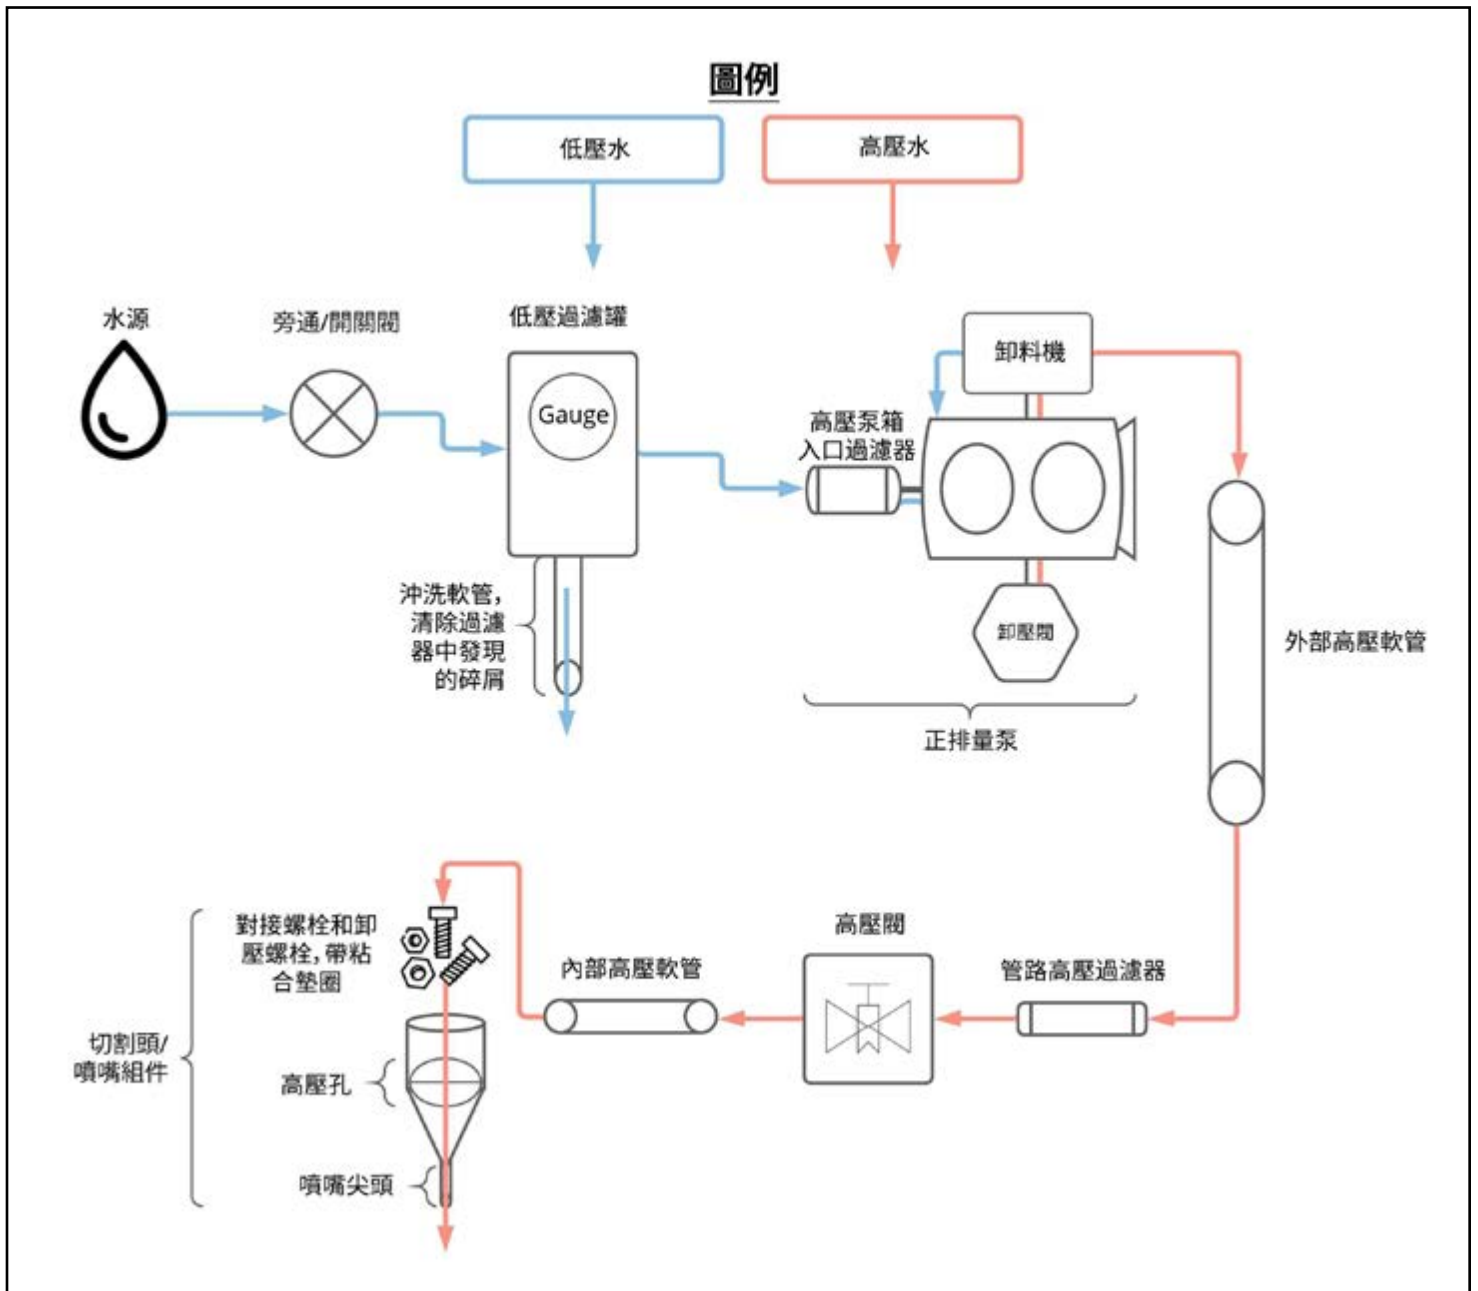 圖例
低壓水
高壓水
水源
旁通/開關閥
低壓過濾罐
Gauge
卸料機
高壓泵箱
入口過濾器
卸壓閥
正排量泵
沖洗軟管,
清除過濾
器中發現
的碎屑
外部高壓軟管
對接螺栓和卸
壓螺栓,帶粘
合墊圈
內部高壓軟管
高壓閥
管路高壓過濾器
切割頭/
噴嘴組件
高壓孔
噴嘴尖頭